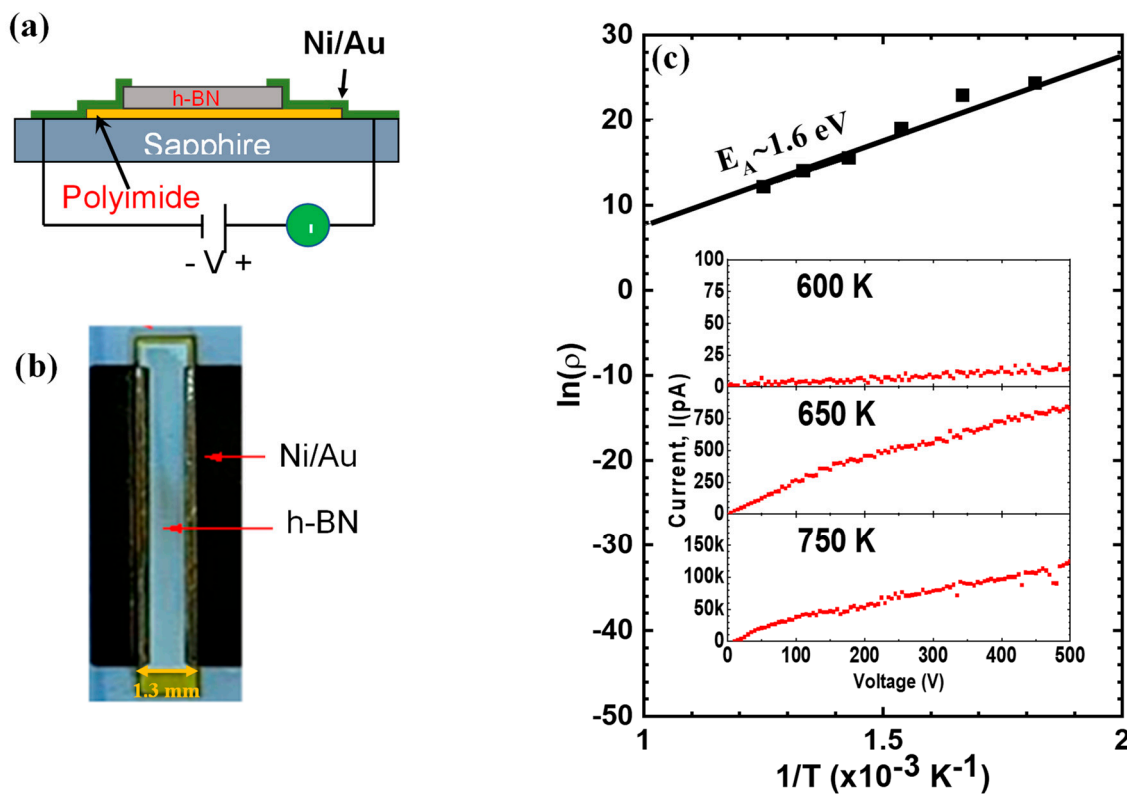 (a)
Ni/Au
h-BN
Sapphire
Polyimide
I
- V +
(b)
Ni/Au
h-BN
1.3 mm
(c)
30
20
10
0
-10
-20
-30
-40
-50
ln(ρ)
E_A~1.6 eV
100
75
50
25
0
600 K
750
500
250
0
650 K
150k
100k
50k
0
750 K
Current, I(pA)
0 100 200 300 400 500
Voltage (V)
1 1.5 2
1/T (x10⁻³ K⁻¹)